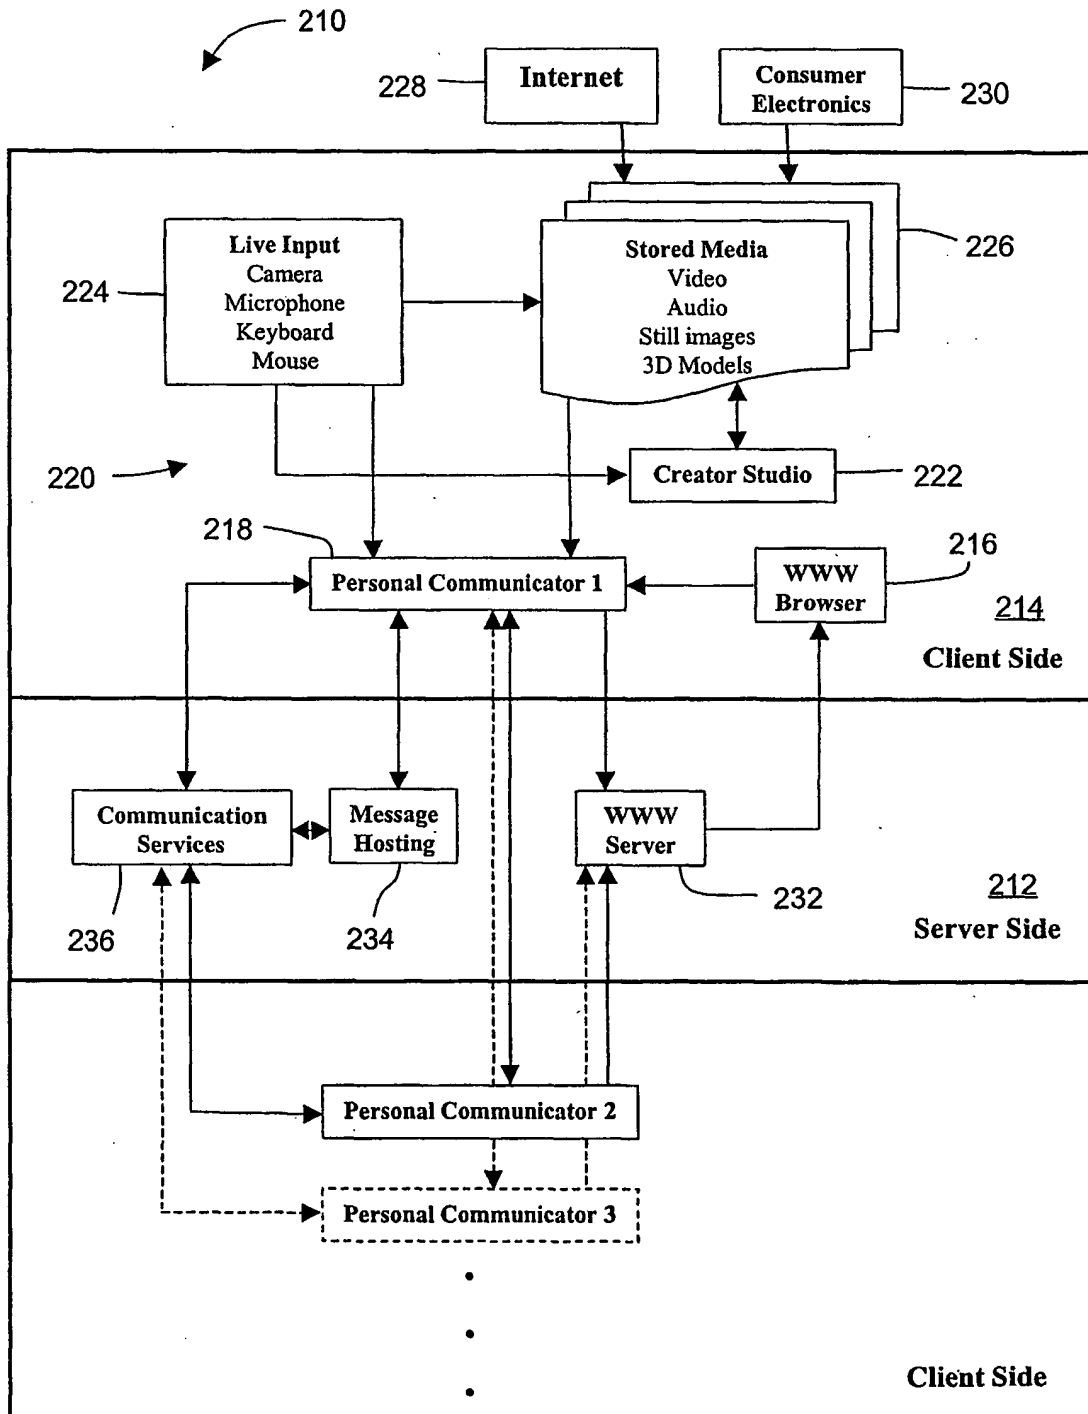 210
228
Internet
Consumer
Electronics
230
Live Input
Camera
Microphone
Keyboard
Mouse
224
Stored Media
Video
Audio
Still images
3D Models
226
220
Creator Studio
222
218
Personal Communicator 1
WWW
Browser
216
214
Client Side
Communication
Services
Message
Hosting
WWW
Server
236
234
232
212
Server Side
Personal Communicator 2
Personal Communicator 3
Client Side